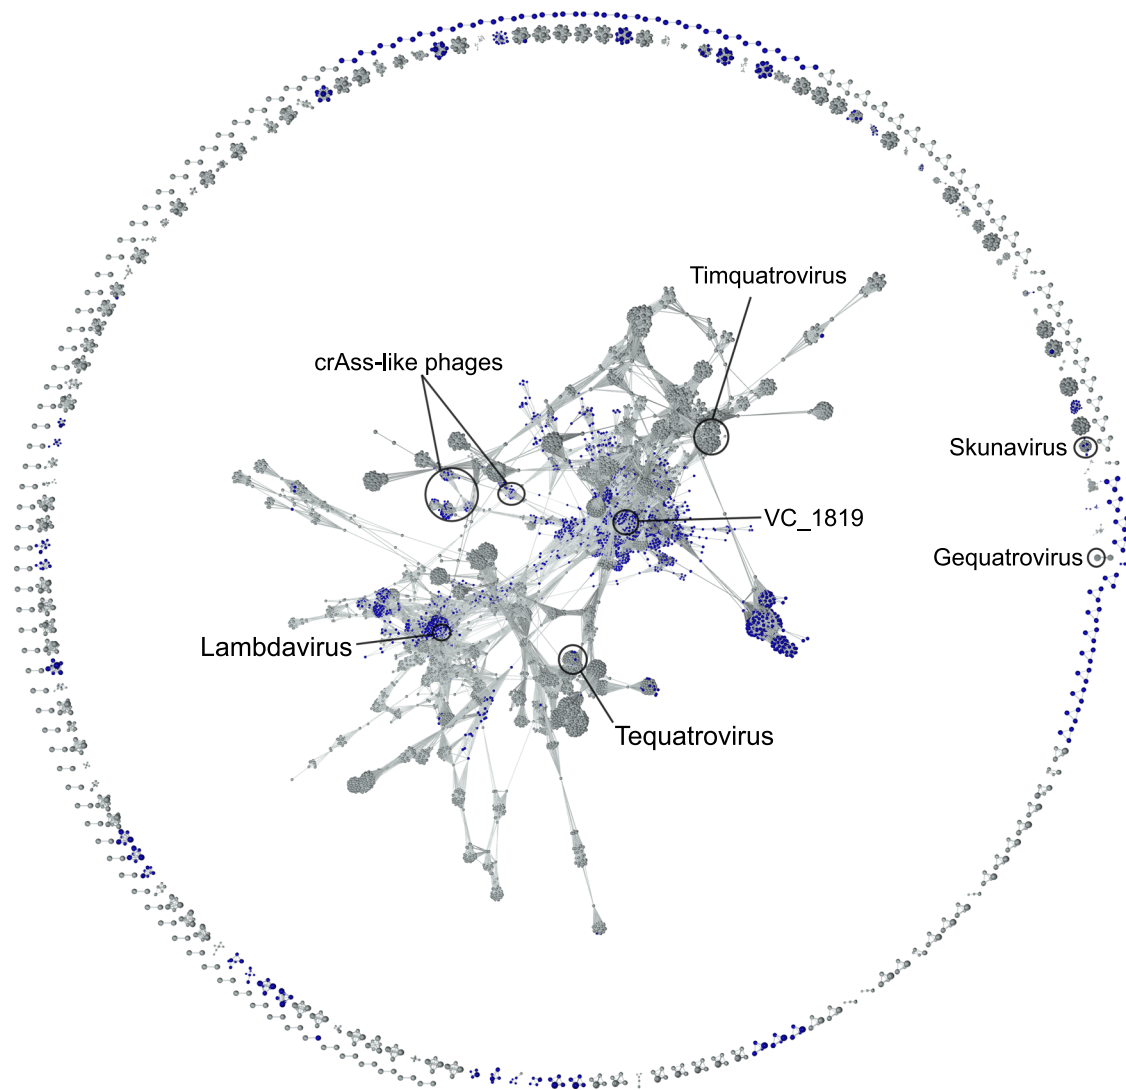 Timquatrovirus
crAss-like phages
Skunavirus
VC_1819
Gequatrovirus
Lambdavirus
Tequatrovirus